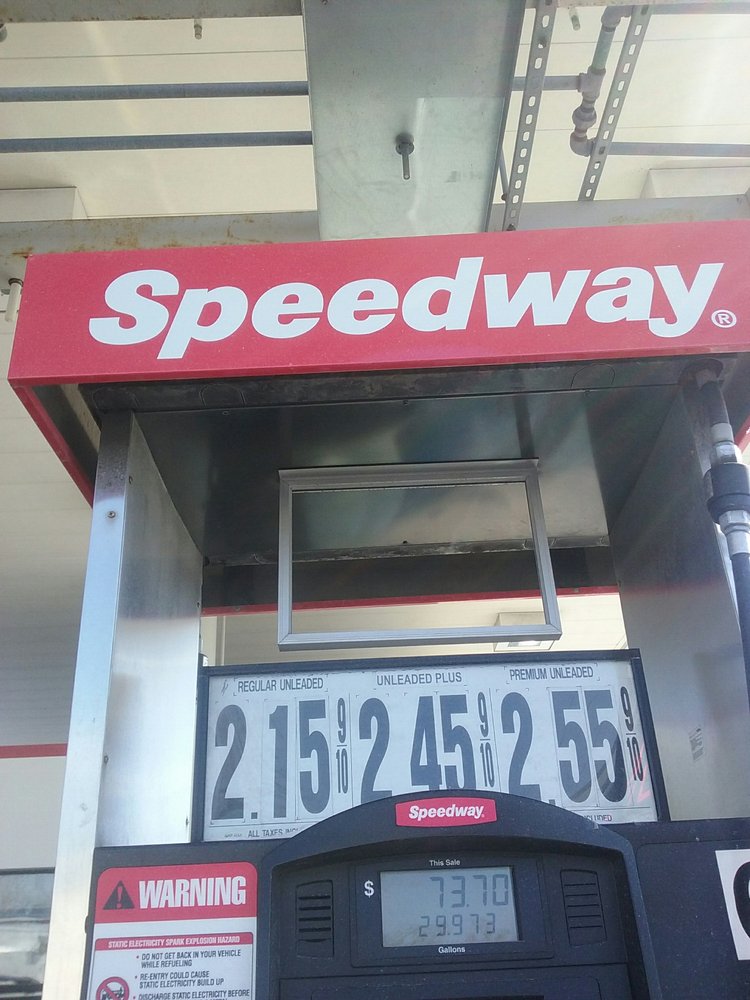 Speedway®
REGULAR UNLEADED UNLEADED PLUS PREMIUM UNLEADED
2.15 9/10 2.45 9/10 2.55 9/10
ALL TAXES
Speedway
This Sale
$ 73.70
29.973
Gallons
WARNING
STATIC ELECTRICITY SPARK EXPLOSION HAZARD
• DO NOT GET BACK IN YOUR VEHICLE
WHILE REFUELING
• RE-ENTRY COULD CAUSE
STATIC ELECTRICITY BUILD UP
• DISCHARGE STATIC ELECTRICITY BEFORE